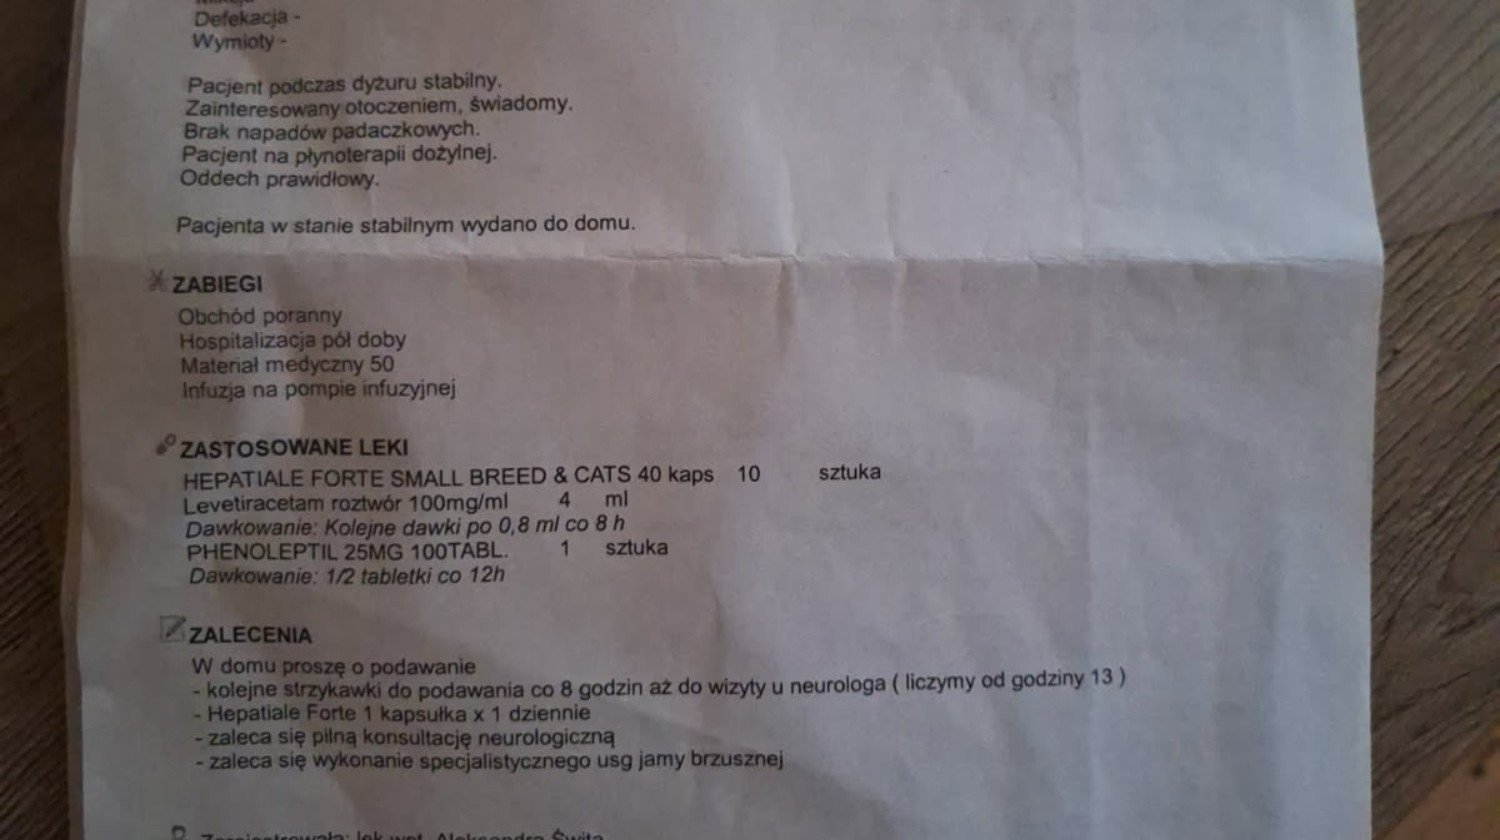 Defekacja -
Wymioty -
Pacjent podczas dyżuru stabilny.
Zainteresowany otoczeniem, świadomy.
Brak napadów padaczkowych.
Pacjent na płynoterapii dożylnej.
Oddech prawidłowy.
Pacjenta w stanie stabilnym wydano do domu.
ZABIEGI
Obchód poranny
Hospitalizacja pół doby
Materiał medyczny 50
Infuzja na pompie infuzyjnej
ZASTOSOWANE LEKI
HEPATIALE FORTE SMALL BREED & CATS 40 kaps 10 sztuka
Levetiracetam roztwór 100mg/ml 4 ml
Dawkowanie: Kolejne dawki po 0,8 ml co 8 h
PHENOLEPTIL 25MG 100TABL. 1 sztuka
Dawkowanie: 1/2 tabletki co 12h
ZALECENIA
W domu proszę o podawanie
- kolejne strzykawki do podawania co 8 godzin aż do wizyty u neurologa ( liczymy od godziny 13 )
- Hepatiale Forte 1 kapsułka x 1 dziennie
- zaleca się pilną konsultację neurologiczną
- zaleca się wykonanie specjalistycznego usg jamy brzusznej
lek.wet. Aleksandra